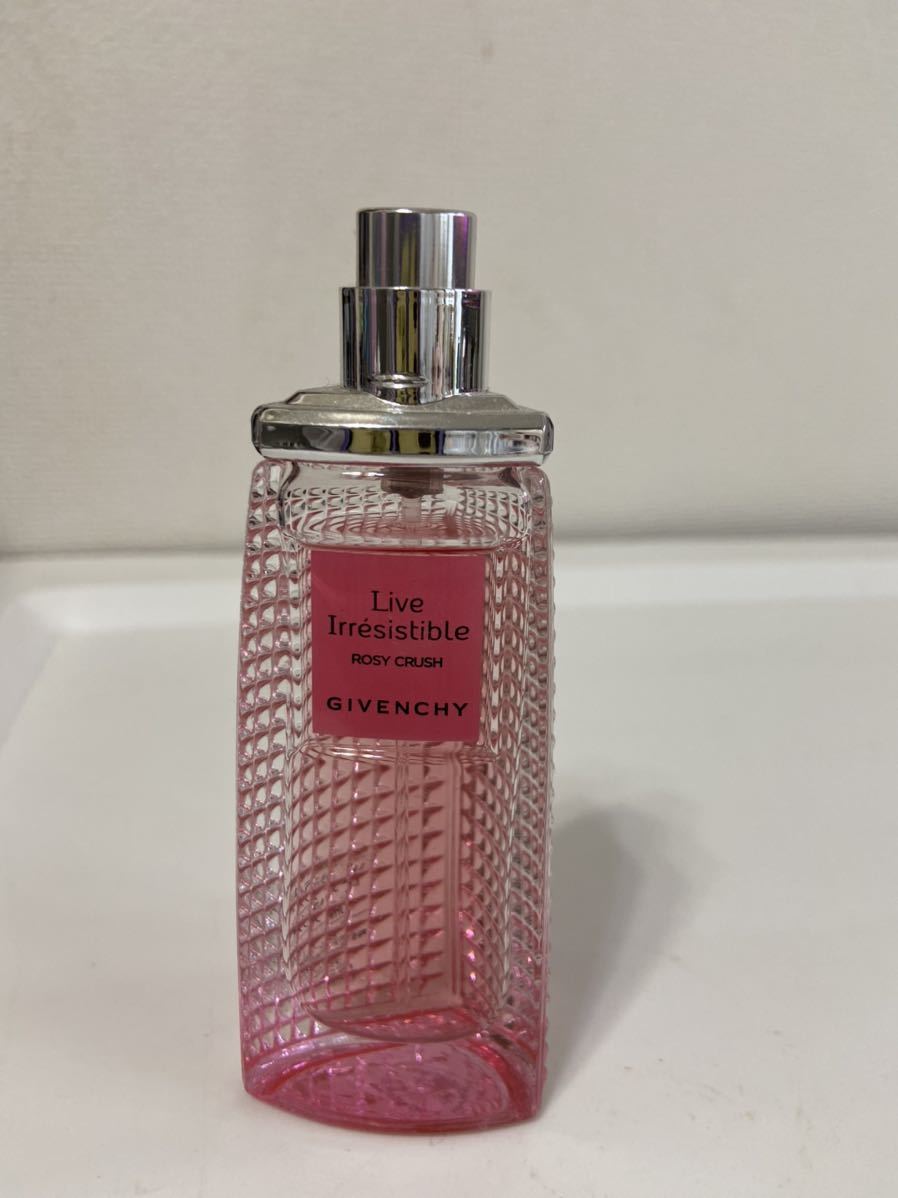 Live
Irrésistible
ROSY CRUSH
GIVENCHY